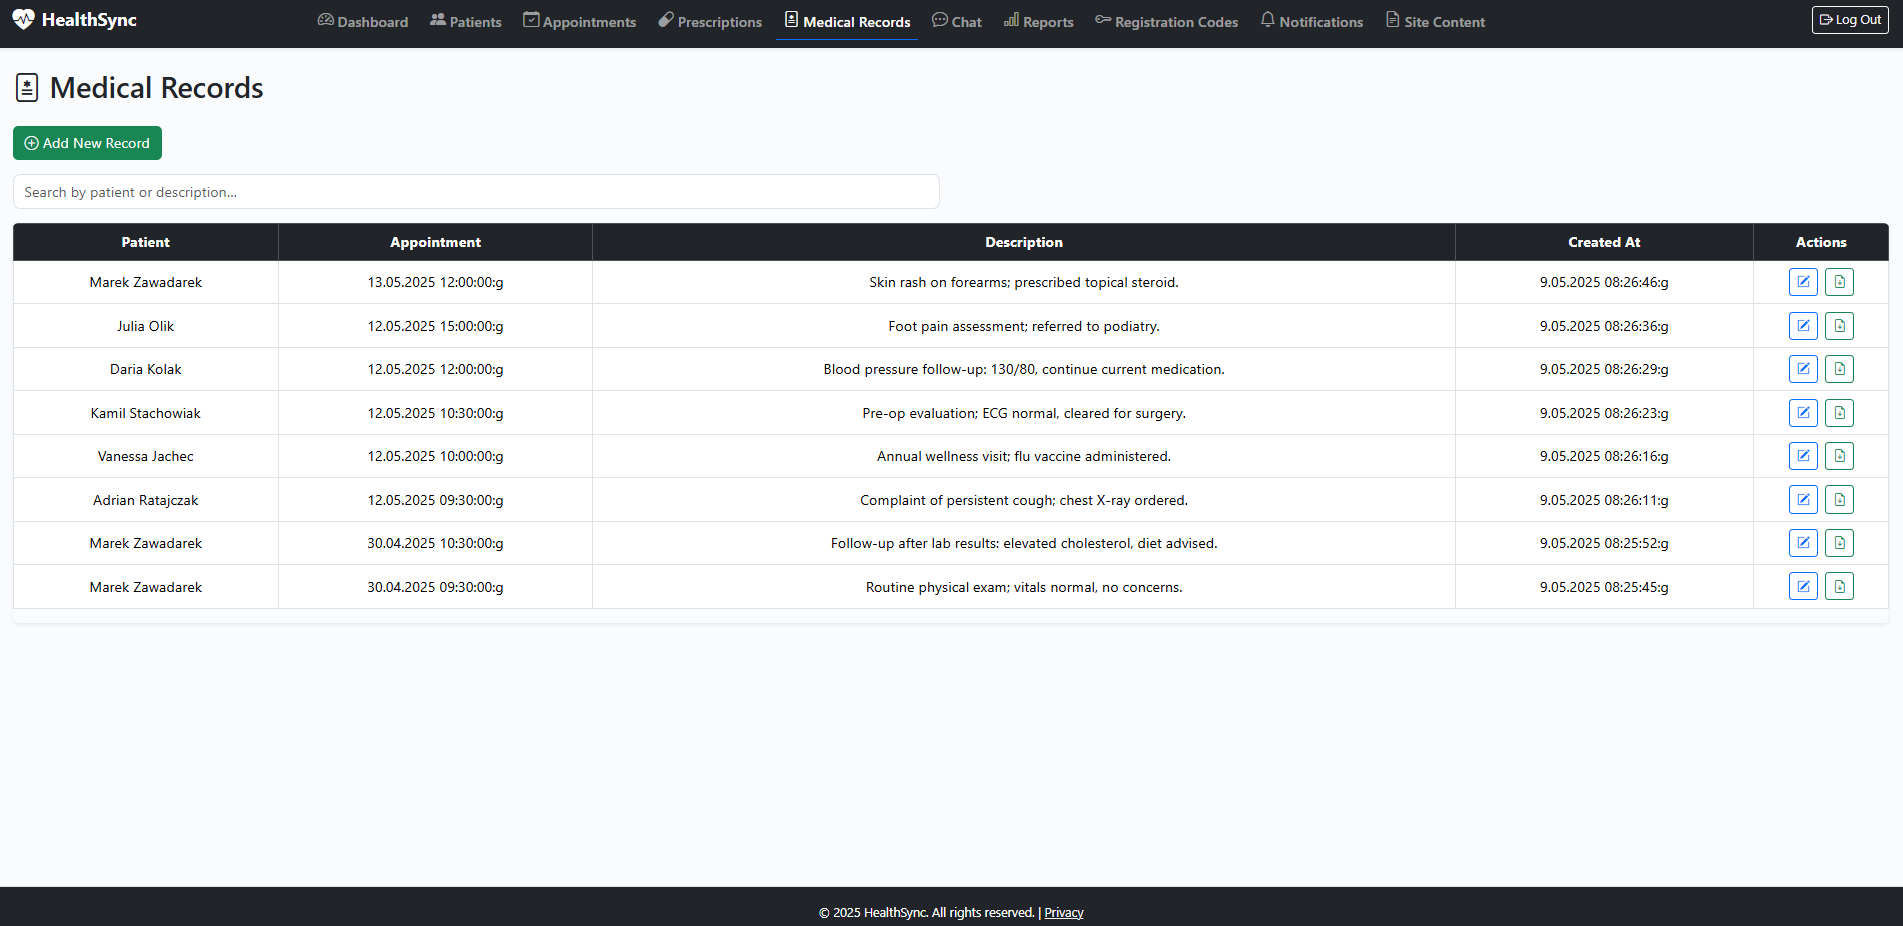 HealthSync Dashboard Patients Appointments Prescriptions Medical Records Chat Reports Registration Codes Notifications Site Content Log Out
Medical Records
Add New Record
Search by patient or description...
Patient Appointment Description Created At Actions
Marek Zawadarek 13.05.2025 12:00:00:g Skin rash on forearms; prescribed topical steroid. 9.05.2025 08:26:46:g
Julia Olik 12.05.2025 15:00:00:g Foot pain assessment; referred to podiatry. 9.05.2025 08:26:36:g
Daria Kolak 12.05.2025 12:00:00:g Blood pressure follow-up: 130/80, continue current medication. 9.05.2025 08:26:29:g
Kamil Stachowiak 12.05.2025 10:30:00:g Pre-op evaluation; ECG normal, cleared for surgery. 9.05.2025 08:26:23:g
Vanessa Jachec 12.05.2025 10:00:00:g Annual wellness visit; flu vaccine administered. 9.05.2025 08:26:16:g
Adrian Ratajczak 12.05.2025 09:30:00:g Complaint of persistent cough; chest X-ray ordered. 9.05.2025 08:26:11:g
Marek Zawadarek 30.04.2025 10:30:00:g Follow-up after lab results: elevated cholesterol, diet advised. 9.05.2025 08:25:52:g
Marek Zawadarek 30.04.2025 09:30:00:g Routine physical exam; vitals normal, no concerns. 9.05.2025 08:25:45:g
© 2025 HealthSync. All rights reserved. | Privacy